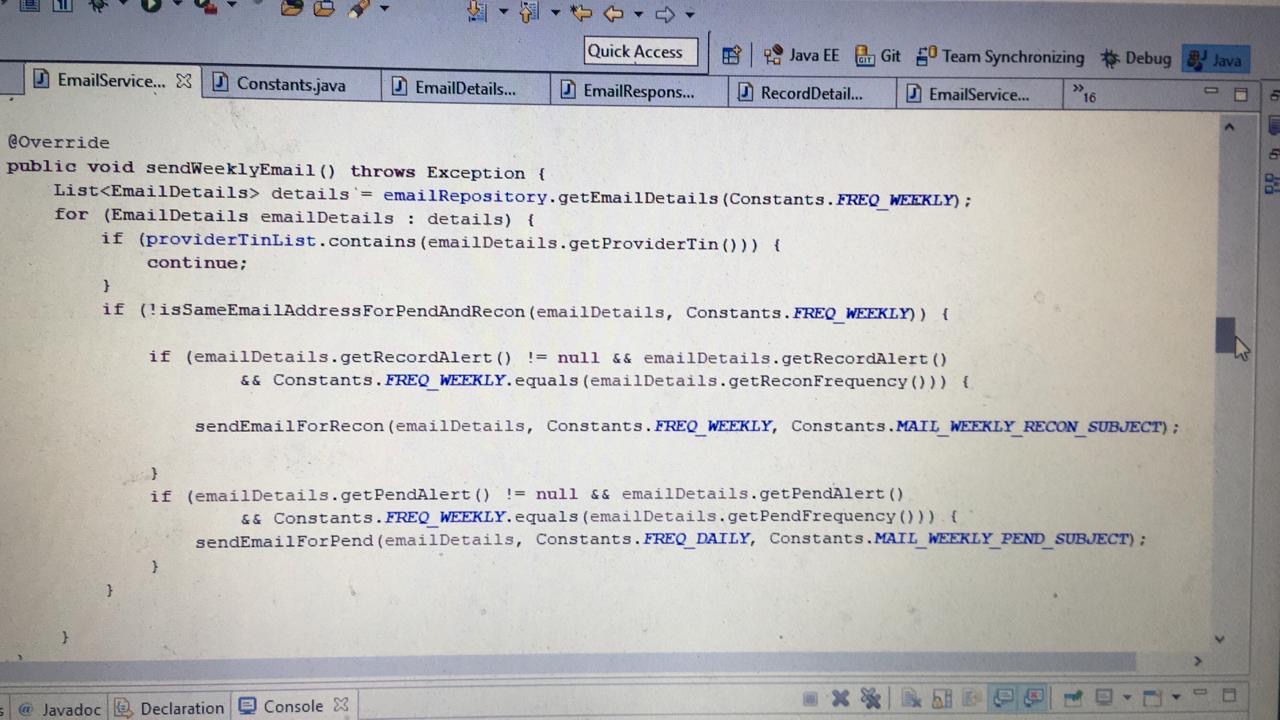 Quick Access
Java EE
Git
Team Synchronizing
Debug
Java
EmailService...
Constants.java
EmailDetails...
EmailRespons...
RecordDetail...
EmailService...
»16
@Override
public void sendWeeklyEmail() throws Exception {
List<EmailDetails> details = emailRepository.getEmailDetails(Constants.FREQ_WEEKLY);
for (EmailDetails emailDetails : details) {
if (providerTinList.contains(emailDetails.getProviderTin())) {
continue;
}
if (!isSameEmailAddressForPendAndRecon(emailDetails, Constants.FREQ_WEEKLY)) {
if (emailDetails.getRecordAlert() != null && emailDetails.getRecordAlert()
&& Constants.FREQ_WEEKLY.equals(emailDetails.getReconFrequency())) {
sendEmailForRecon(emailDetails, Constants.FREQ_WEEKLY, Constants.MAIL_WEEKLY_RECON_SUBJECT);
}
if (emailDetails.getPendAlert() != null && emailDetails.getPendAlert()
&& Constants.FREQ_WEEKLY.equals(emailDetails.getPendFrequency())) {
sendEmailForPend(emailDetails, Constants.FREQ_DAILY, Constants.MAIL_WEEKLY_PEND_SUBJECT);
}
}
}
@ Javadoc
Declaration
Console